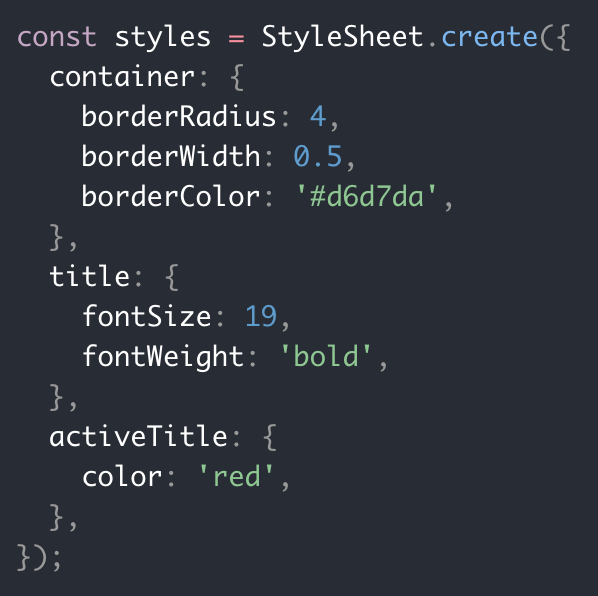 const styles = StyleSheet.create({
  container: {
    borderRadius: 4,
    borderWidth: 0.5,
    borderColor: '#d6d7da',
  },
  title: {
    fontSize: 19,
    fontWeight: 'bold',
  },
  activeTitle: {
    color: 'red',
  },
});